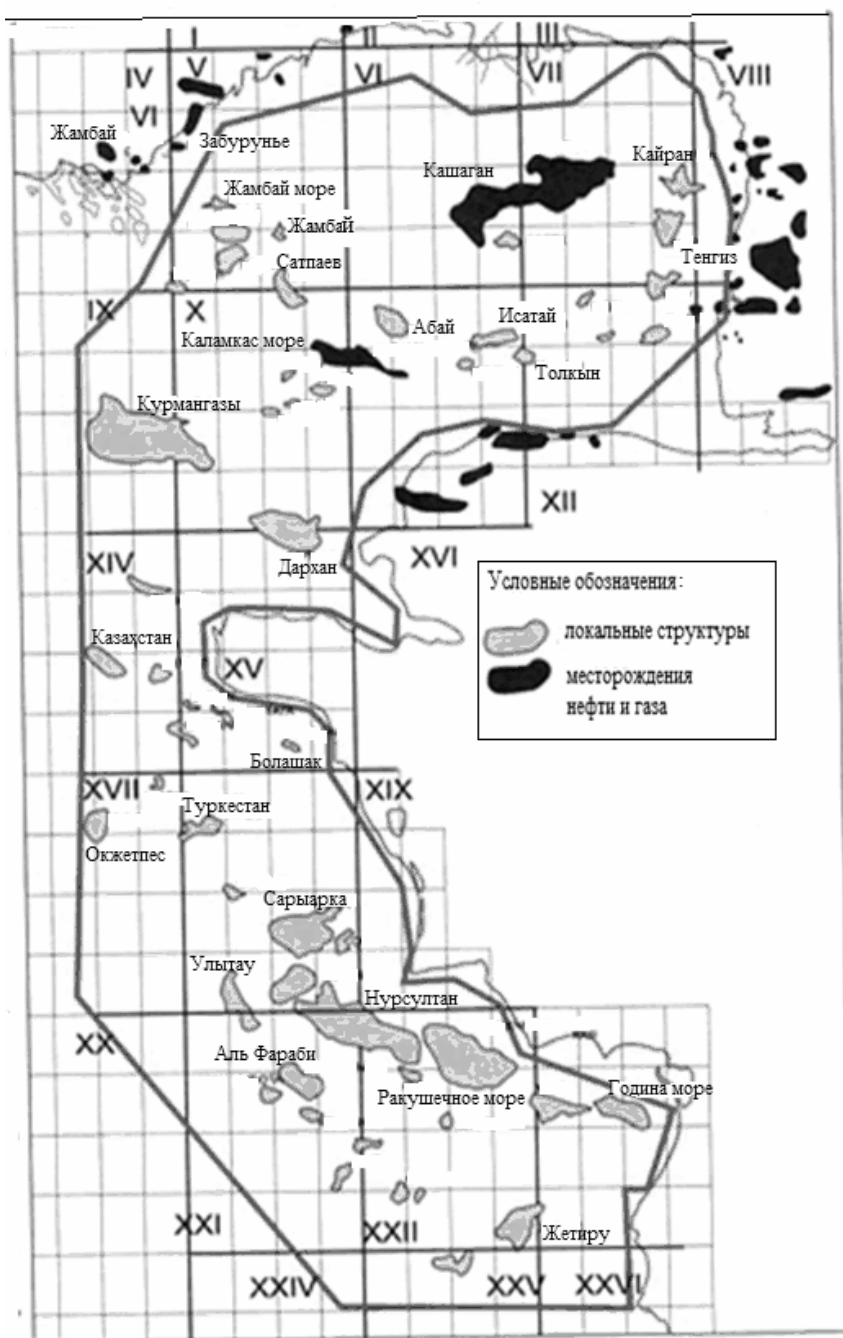 I
II
III
IV
V
VI
VII
VIII
VI
Жамбай
Забурунье
Кашаган
Кайран
Жамбай море
Жамбай
Сатпаев
Тенгиз
IX
X
Каламкас море
Абай
Исатай
Толкын
Курмангазы
XII
XIV
Дархан
XVI
Условные обозначения:
локальные структуры
месторождения
нефти и газа
Казахстан
XV
Болашак
XVII
Туркестан
XIX
Окжетпес
Сарыарка
Улытау
Нурсултан
XX
Аль Фараби
Ракушечное море
Година море
XXI
XXII
Жетиру
XXIV
XXV
XXVI